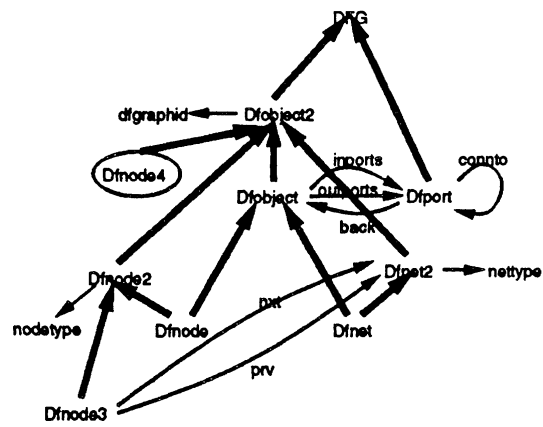 DFG
dfgraphid
Dfobject2
Dfnode4
inports
connto
Dfobject
outports
Dfport
back
Dfnode2
Dfnet2
nettype
nxt
nodetype
Dfnode
Dfnet
prv
Dfnode3